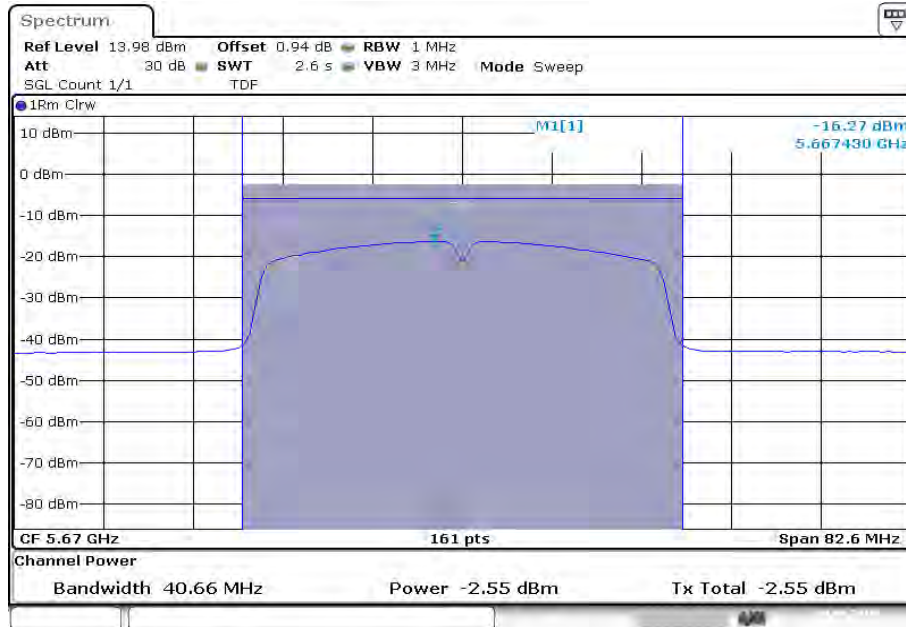 Spectrum
Ref Level 13.98 dBm Offset 0.94 dB RBW 1 MHz
Att 30 dB SWT 2.6 s VBW 3 MHz Mode Sweep
SGL Count 1/1 TDF
1Rm Clrw
M1[1] -16.27 dBm
5.667430 GHz
10 dBm
0 dBm
-10 dBm
-20 dBm
-30 dBm
-40 dBm
-50 dBm
-60 dBm
-70 dBm
-80 dBm
CF 5.67 GHz 161 pts Span 82.6 MHz
Channel Power
Bandwidth 40.66 MHz Power -2.55 dBm Tx Total -2.55 dBm